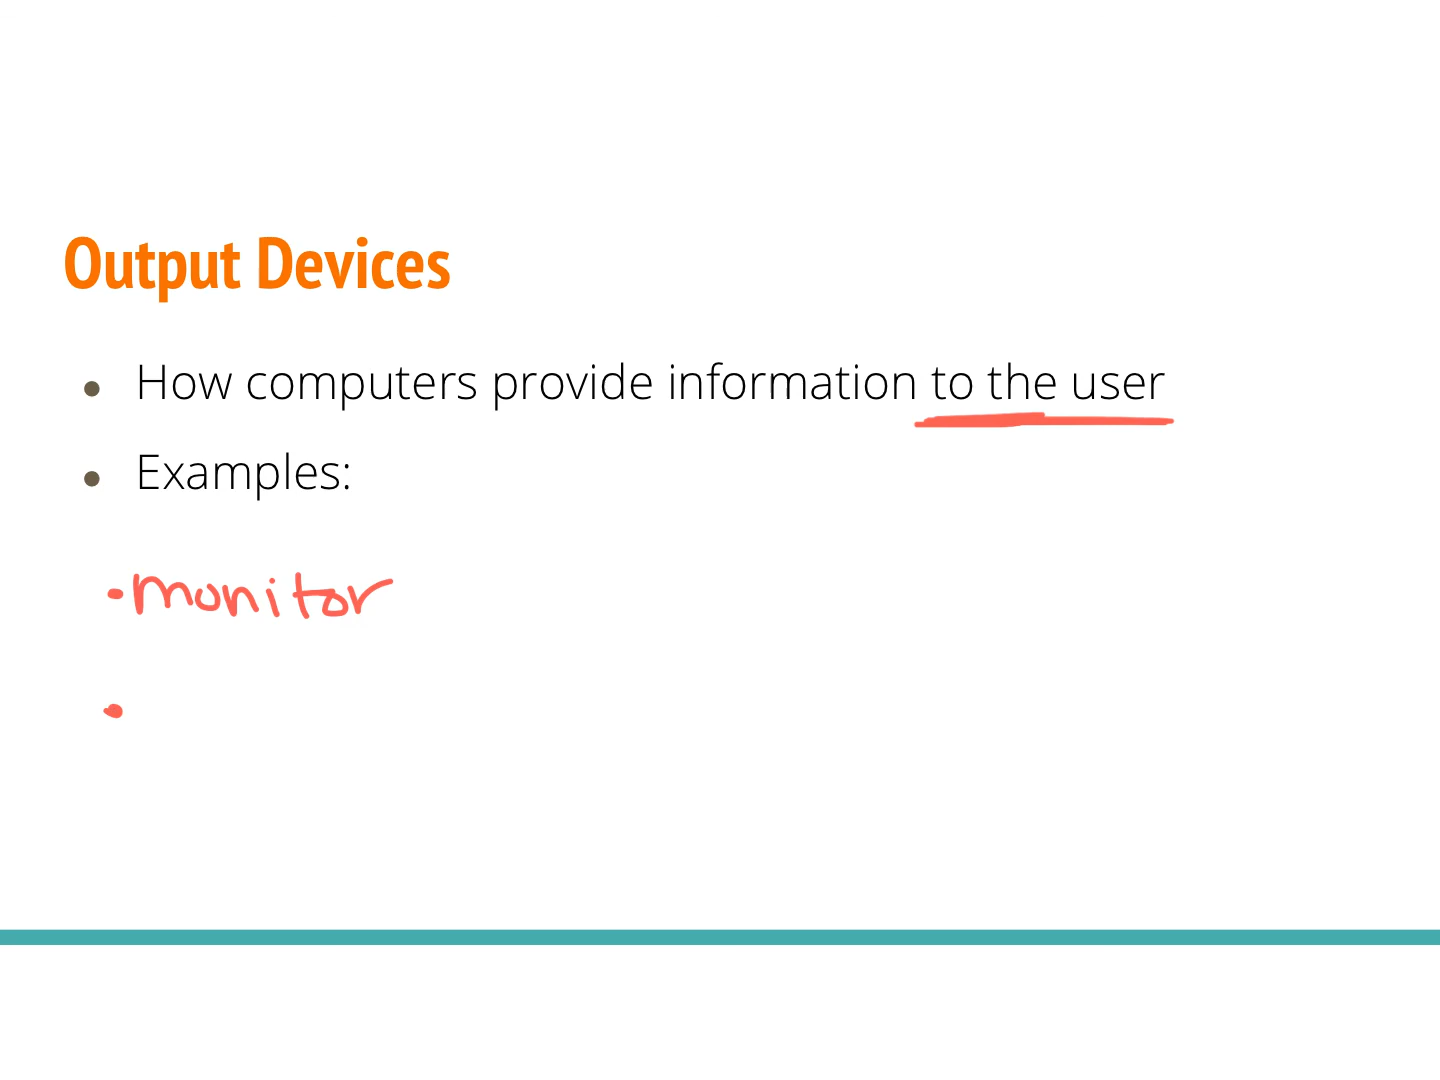 Output Devices
● How computers provide information to the user
● Examples:
• monitor
•